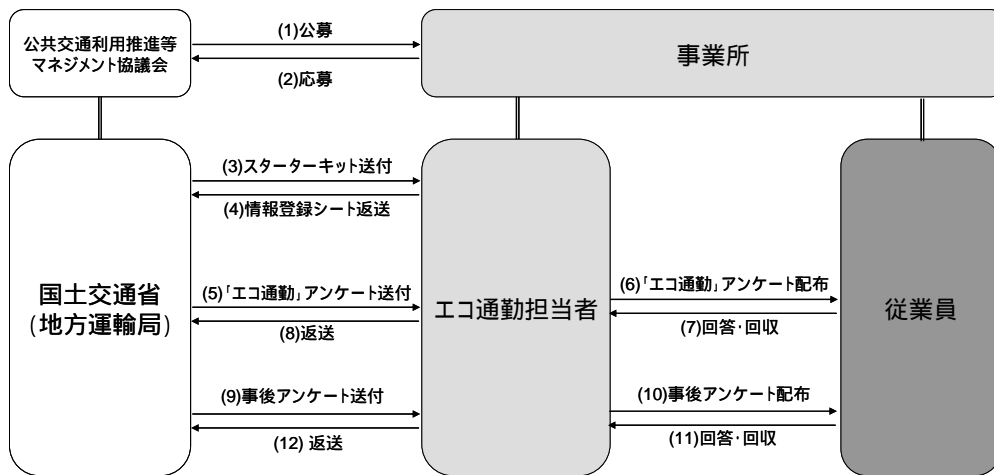 公共交通利用推進等
マネジメント協議会
(1)公募
(2)応募
事業所
(3)スターターキット送付
(4)情報登録シート返送
国土交通省
(地方運輸局)
(5)「エコ通勤」アンケート送付
(8)返送
エコ通勤担当者
(6)「エコ通勤」アンケート配布
(7)回答・回収
従業員
(9)事後アンケート送付
(12) 返送
(10)事後アンケート配布
(11)回答・回収